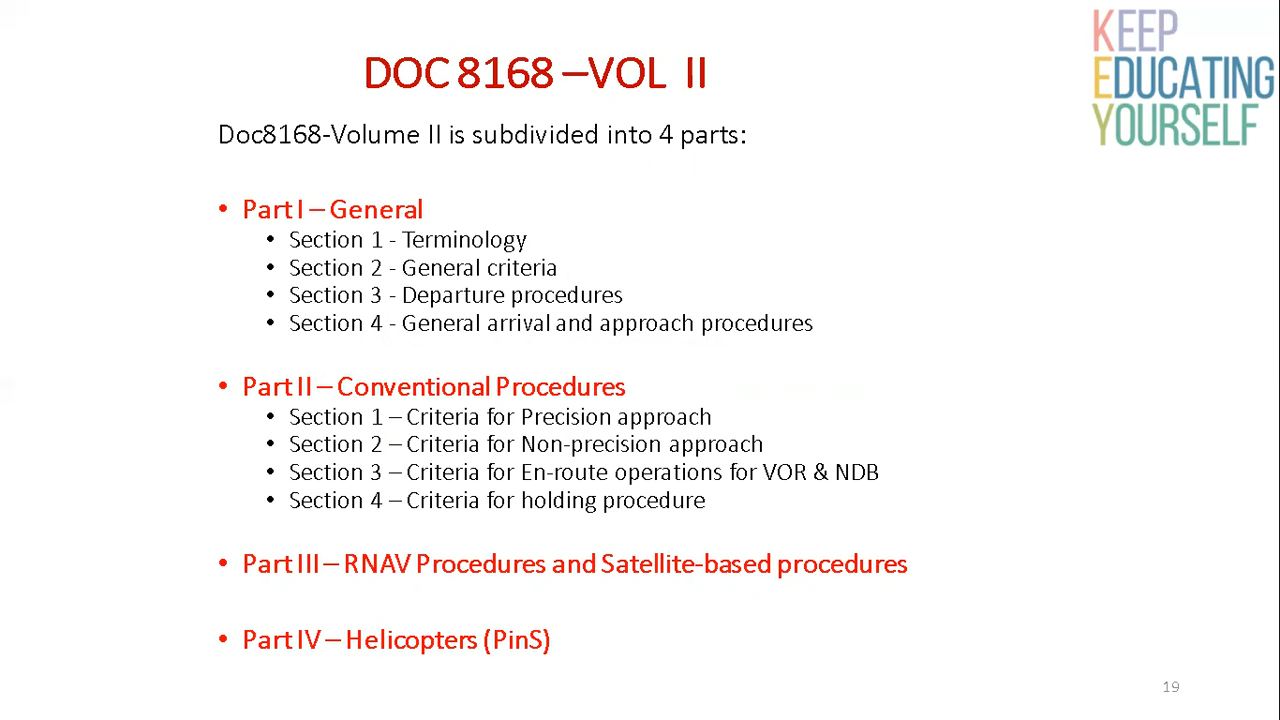 KEEP
EDUCATING
YOURSELF
DOC 8168 –VOL II
Doc8168-Volume II is subdivided into 4 parts:
• Part I – General
• Section 1 - Terminology
• Section 2 - General criteria
• Section 3 - Departure procedures
• Section 4 - General arrival and approach procedures
• Part II – Conventional Procedures
• Section 1 – Criteria for Precision approach
• Section 2 – Criteria for Non-precision approach
• Section 3 – Criteria for En-route operations for VOR & NDB
• Section 4 – Criteria for holding procedure
• Part III – RNAV Procedures and Satellite-based procedures
• Part IV – Helicopters (PinS)
19